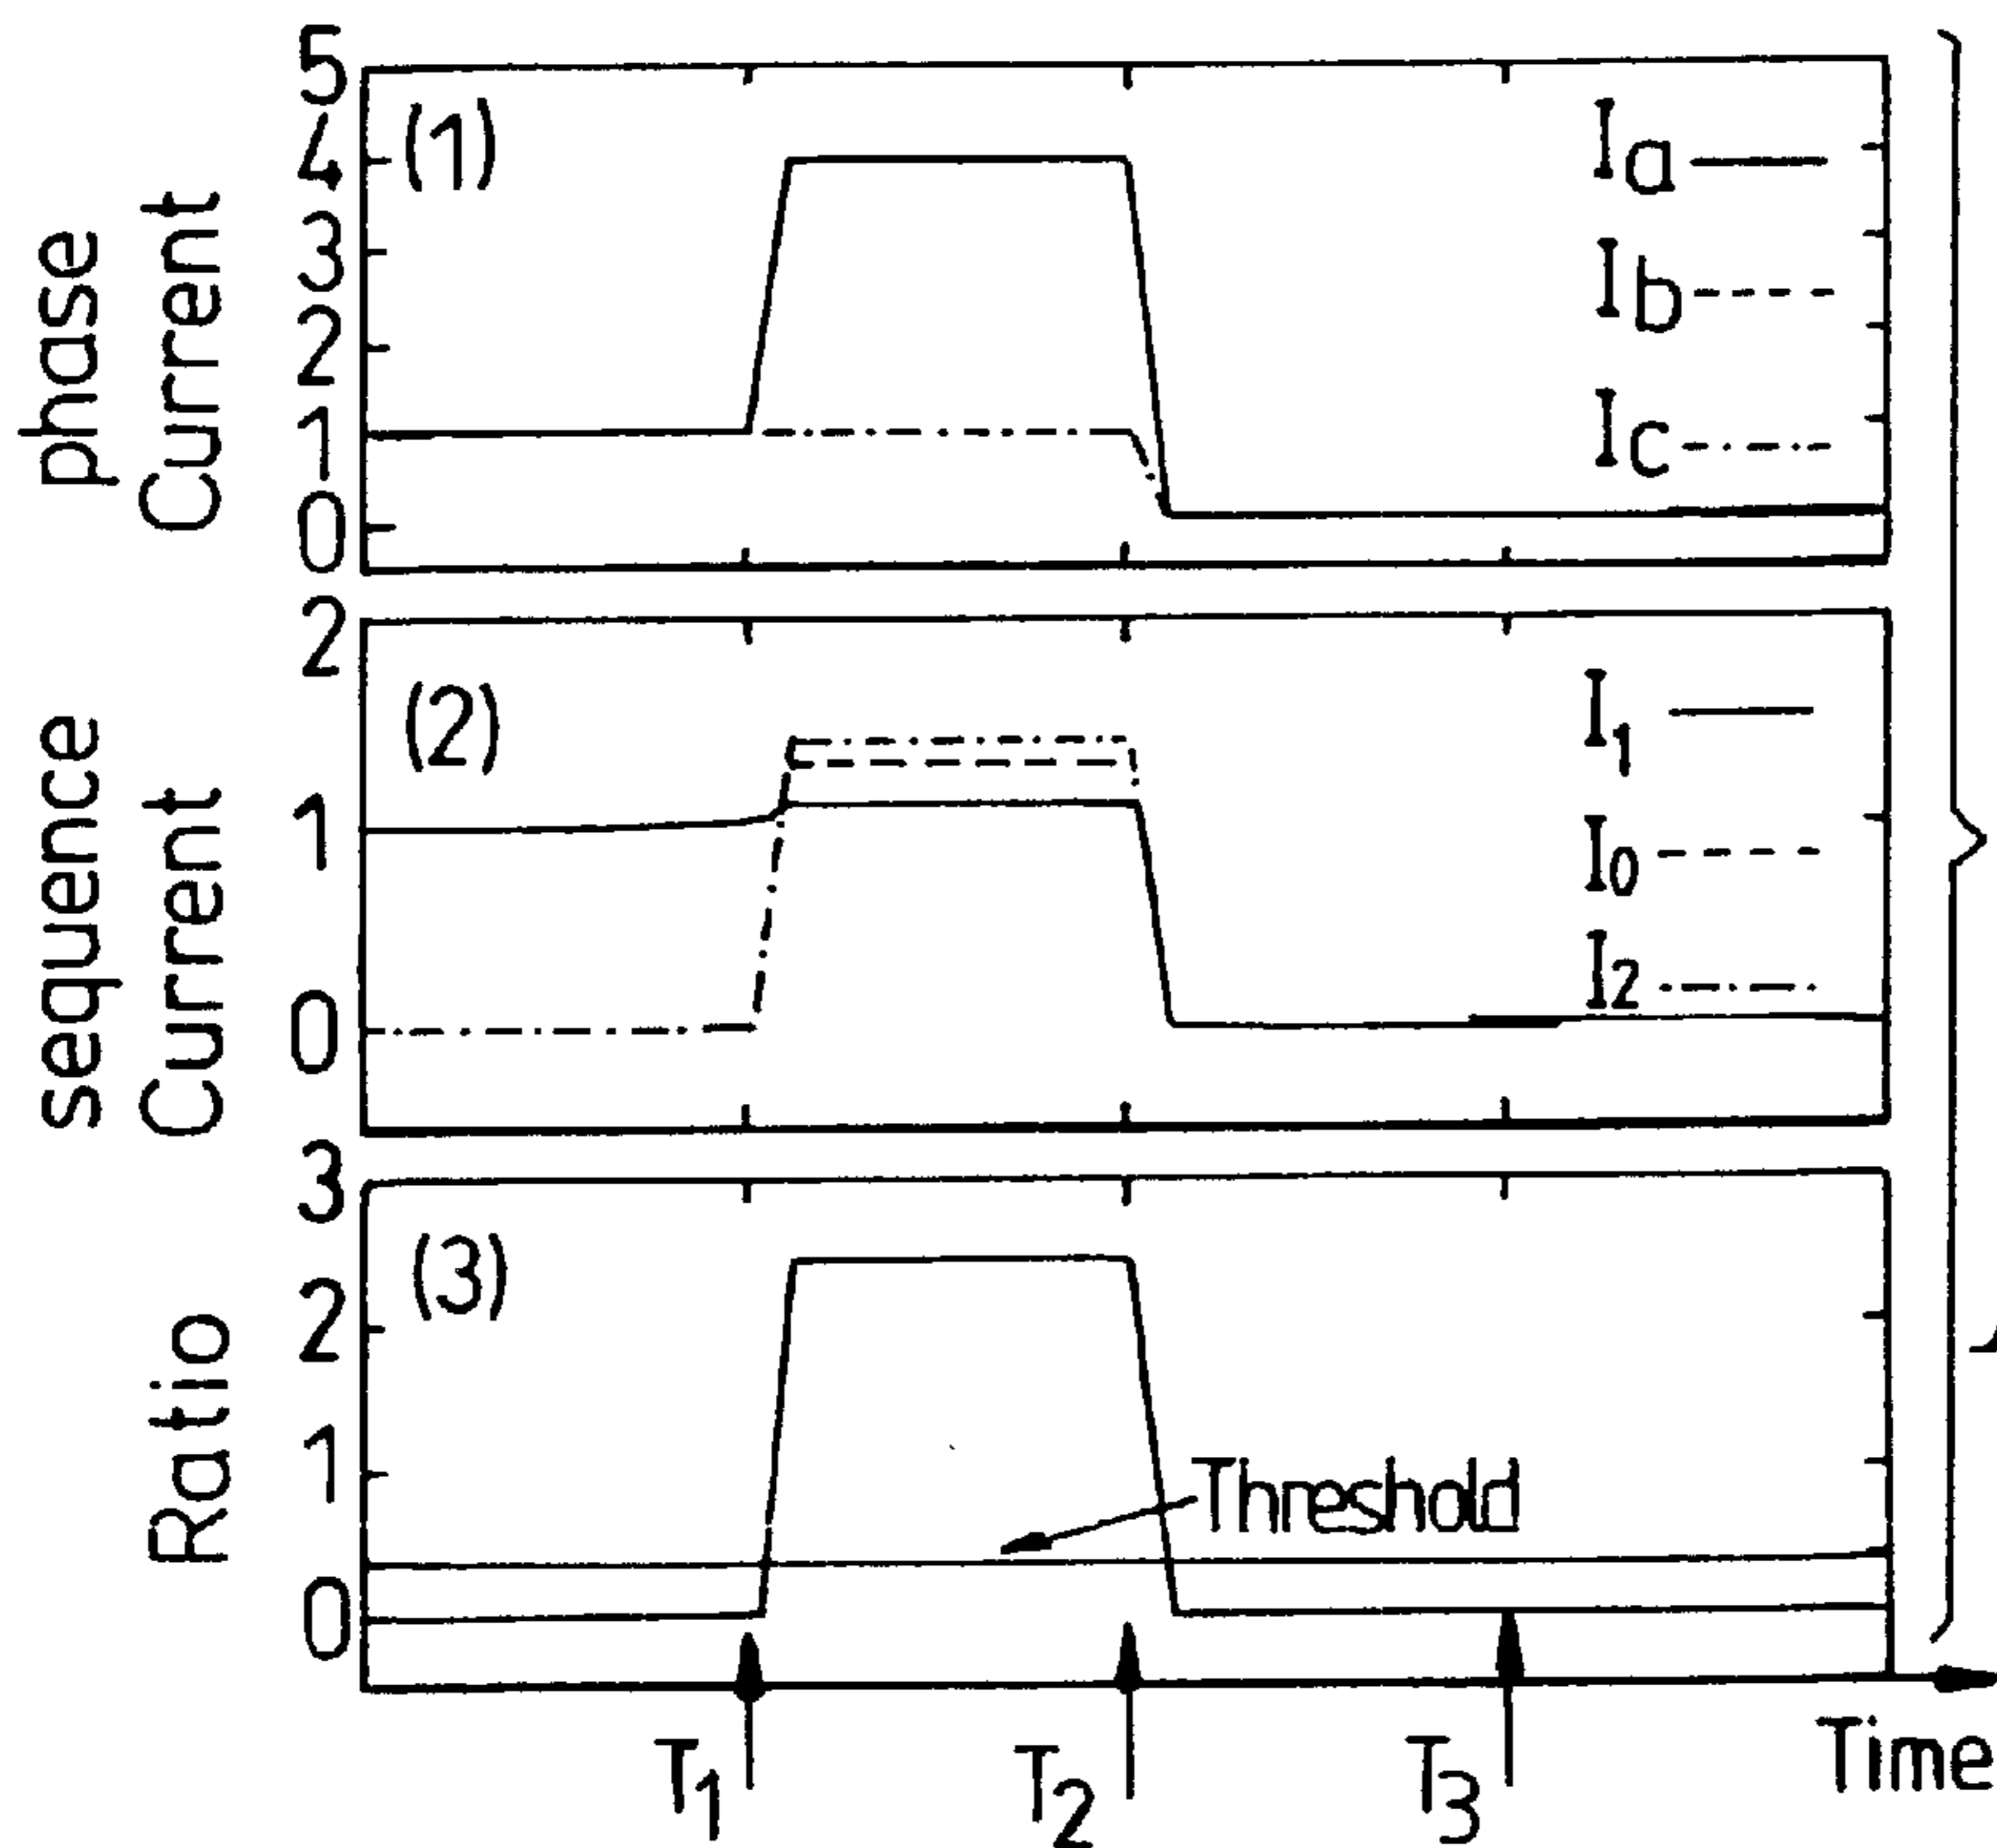 phase
Current
5
4
3
2
1
0
(1)
Ia
Ib
Ic
sequence
Current
2
1
0
(2)
I1
I0
I2
Ratio
3
2
1
0
(3)
Threshold
T1
T2
T3
Time